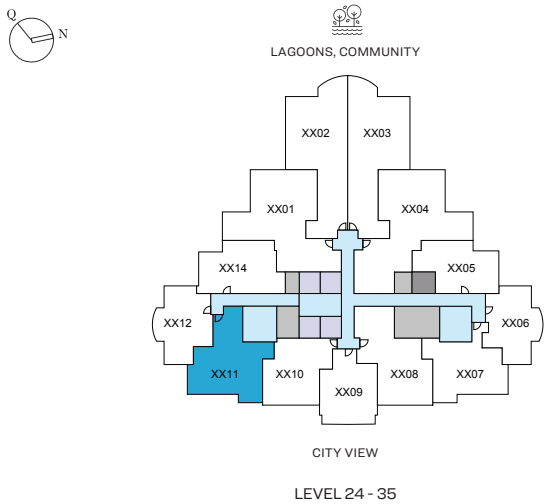 Q
N
LAGOONS, COMMUNITY
XX02 XX03
XX01 XX04
XX14 XX05
XX12 XX06
XX11 XX10 XX09 XX08 XX07
CITY VIEW
LEVEL 24 - 35